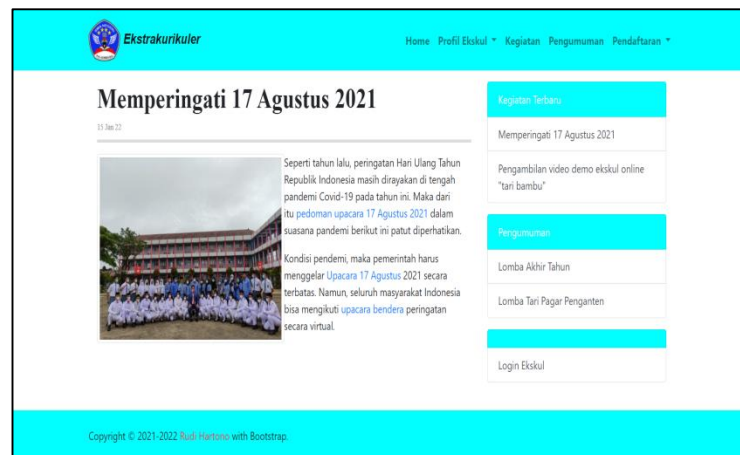 Ekstrakurikuler
Home Profil Ekskul Kegiatan Pengumuman Pendaftaran
Memperingati 17 Agustus 2021
Seperti tahun lalu, peringatan Hari Ulang Tahun
Republik Indonesia masih dirayakan di tengah
pandemi Covid-19 pada tahun ini. Maka dari
itu pedoman upacara 17 Agustus 2021 dalam
suasana pandemi berikut ini patut diperhatikan.
Kondisi pendemi, maka pemerintah harus
menggelar Upacara 17 Agustus 2021 secara
terbatas. Namun, seluruh masyarakat Indonesia
bisa mengikuti upacara bendera peringatan
secara virtual.
Kegiatan Terbaru
Memperingati 17 Agustus 2021
Pengambilan video demo ekskul online
"tari bambu"
Pengumuman
Lomba Akhir Tahun
Lomba Tari Pagar Penganten
Login Ekskul
Copyright © 2021-2022 Rudi Hartono with Bootstrap.